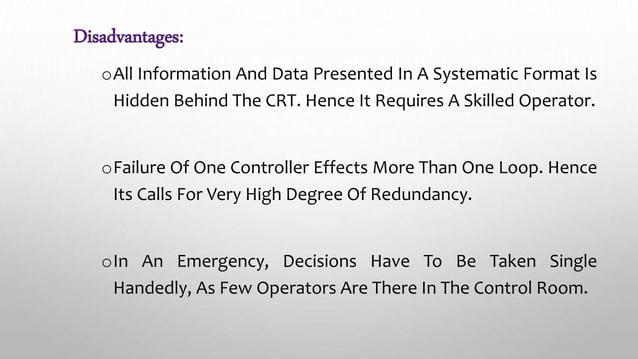 Disadvantages:
oAll Information And Data Presented In A Systematic Format Is
Hidden Behind The CRT. Hence It Requires A Skilled Operator.
oFailure Of One Controller Effects More Than One Loop. Hence
Its Calls For Very High Degree Of Redundancy.
oIn An Emergency, Decisions Have To Be Taken Single
Handedly, As Few Operators Are There In The Control Room.